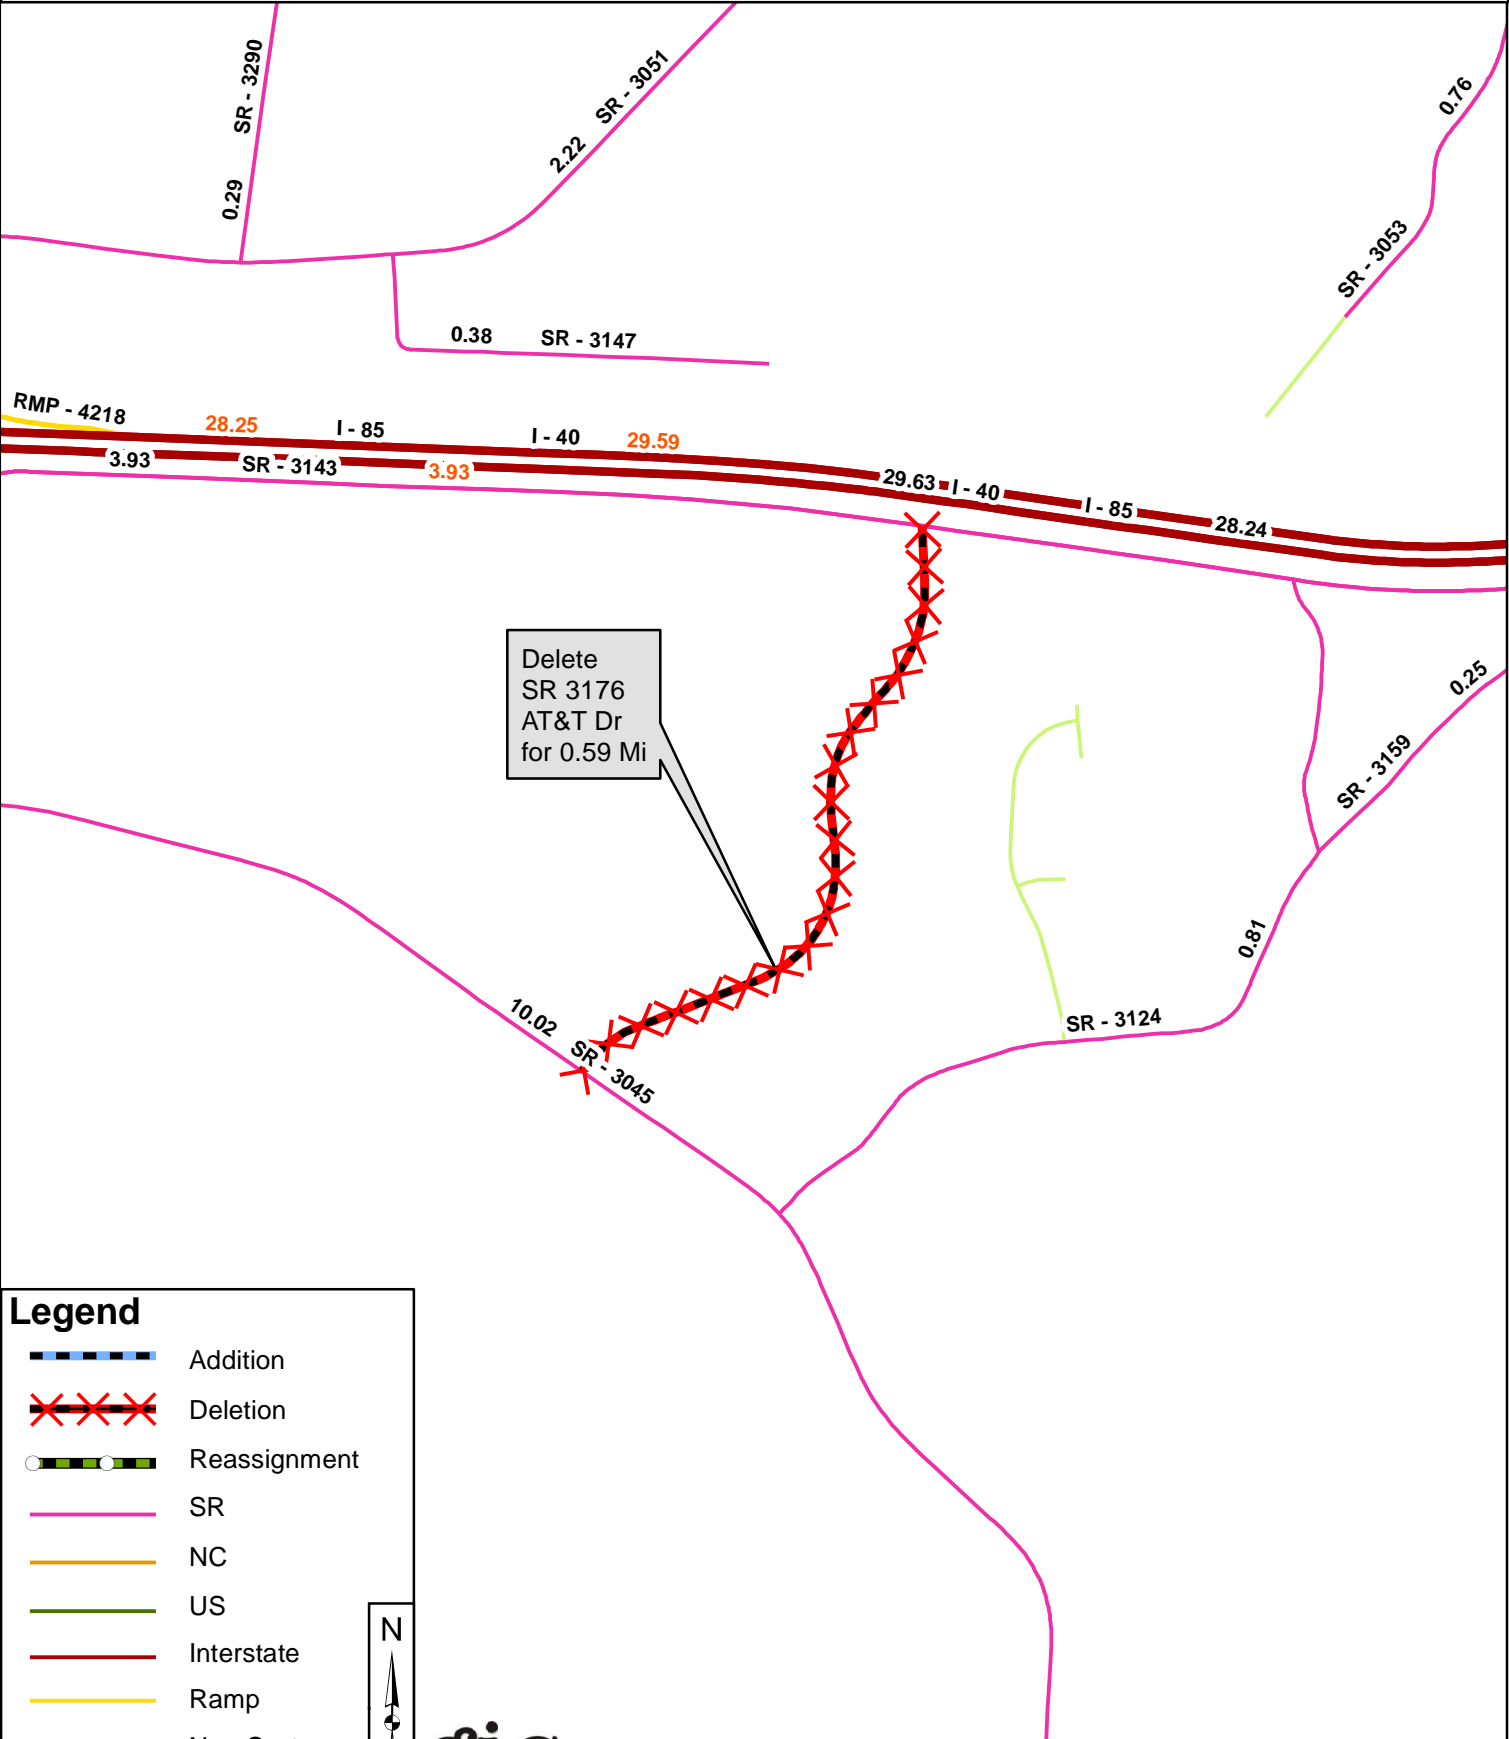 SR - 3290
0.29
SR - 3051
2.22
0.76
SR - 3053
0.38 SR - 3147
RMP - 4218
28.25
I - 85
I - 40
29.59
3.93
SR - 3143
3.93
29.63
I - 40
I - 85
28.24
Delete
SR 3176
AT&T Dr
for 0.59 Mi
0.25
SR - 3159
0.81
SR - 3124
10.02
SR - 3045
Legend
Addition
Deletion
Reassignment
SR
NC
US
Interstate
Ramp
N